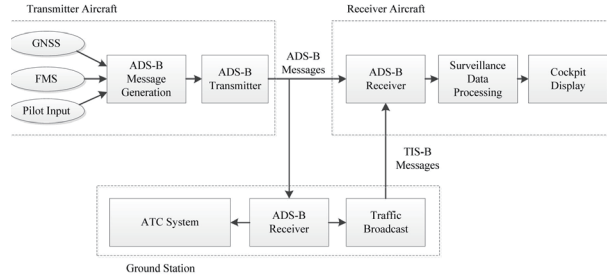 Transmitter Aircraft
Receiver Aircraft
GNSS
FMS
Pilot Input
ADS-B
Message
Generation
ADS-B
Transmitter
ADS-B
Messages
ADS-B
Receiver
Surveillance
Data
Processing
Cockpit
Display
TIS-B
Messages
ATC System
ADS-B
Receiver
Traffic
Broadcast
Ground Station